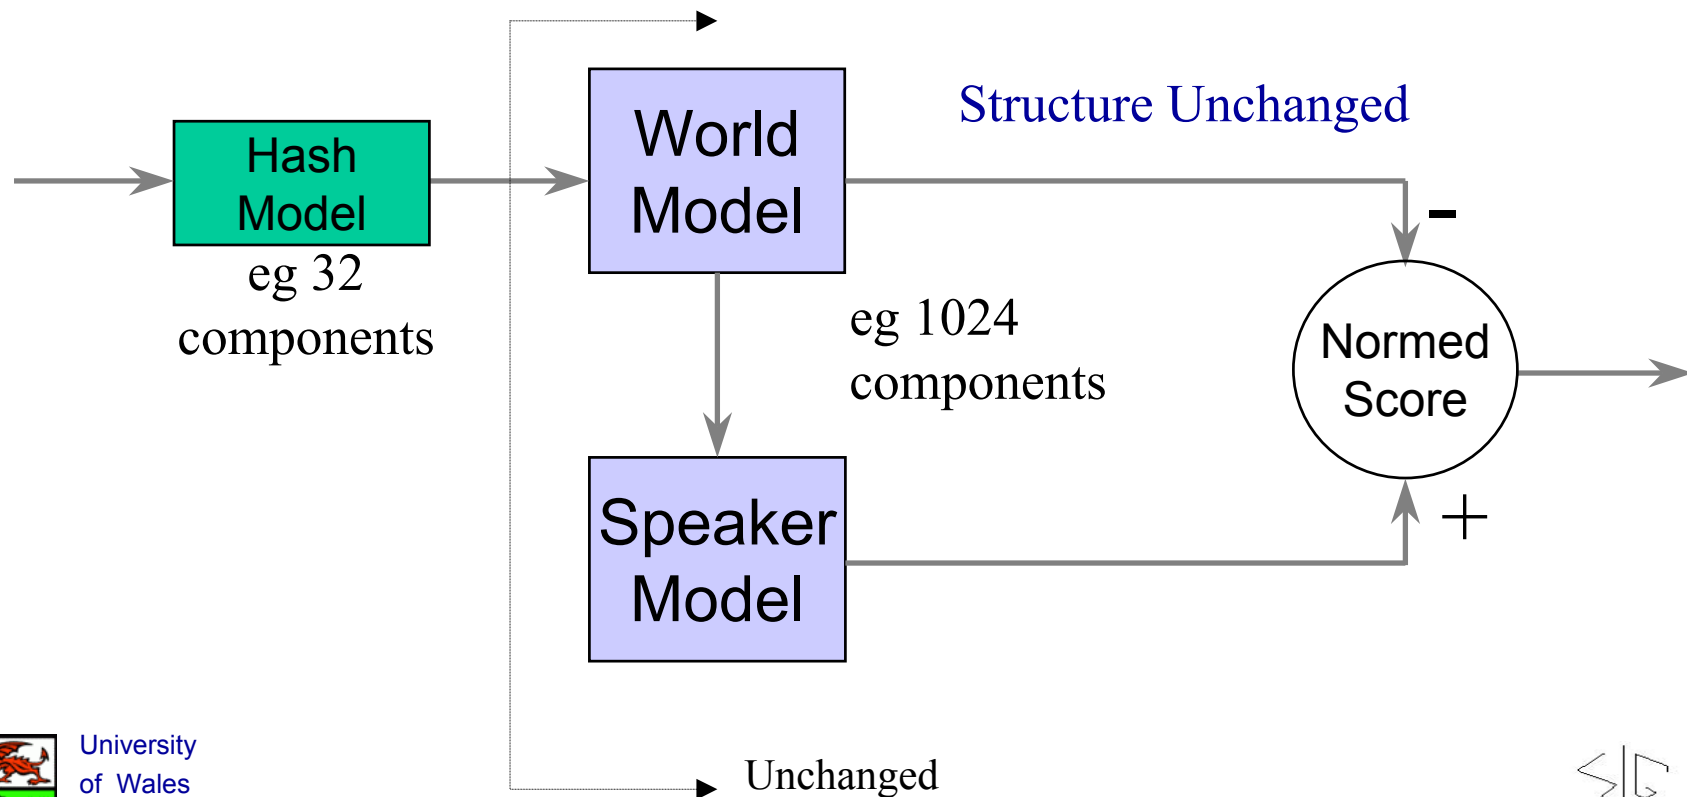 Structure Unchanged
Hash
Model
eg 32
components
World
Model
-
eg 1024
components
Normed
Score
Speaker
Model
+
University
of Wales
Unchanged